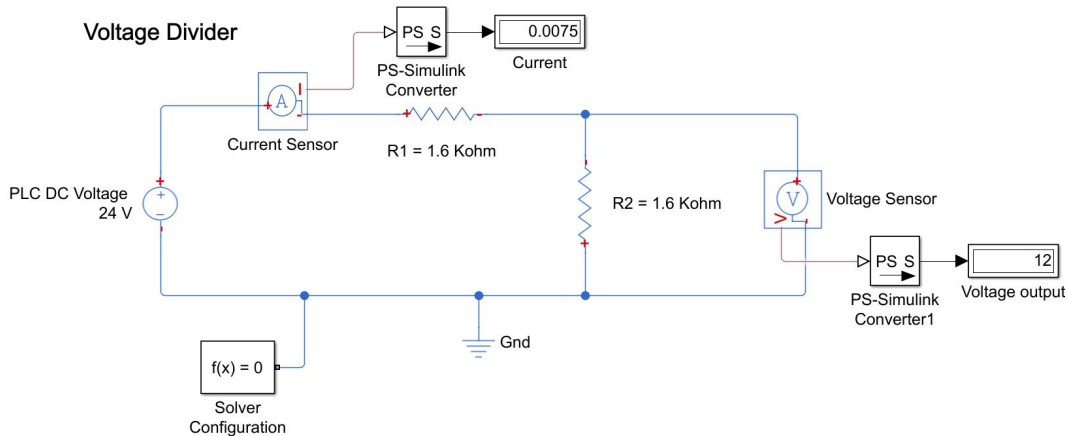 Voltage Divider
PS S
0.0075
Current
PS-Simulink
Converter
A
I
Current Sensor
R1 = 1.6 Kohm
PLC DC Voltage
24 V
R2 = 1.6 Kohm
V
Voltage Sensor
V
PS S
12
Voltage output
PS-Simulink
Converter1
Gnd
f(x) = 0
Solver
Configuration